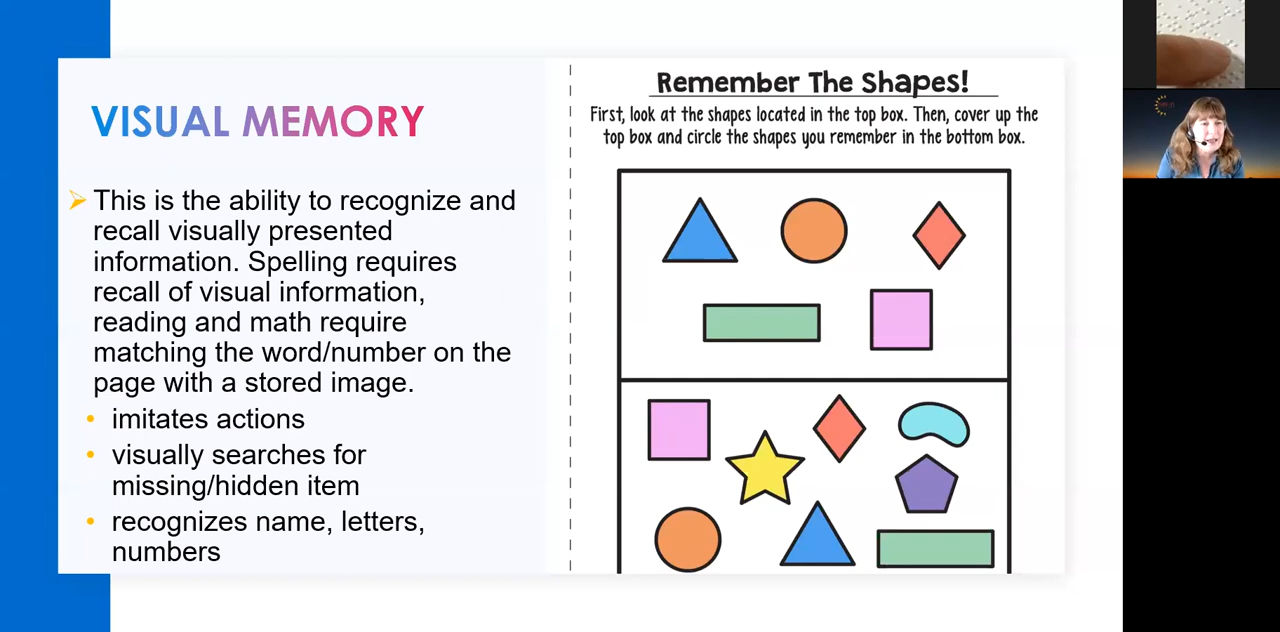 VISUAL MEMORY
This is the ability to recognize and
recall visually presented
information. Spelling requires
recall of visual information,
reading and math require
matching the word/number on the
page with a stored image.
imitates actions
visually searches for
missing/hidden item
recognizes name, letters,
numbers
Remember The Shapes!
First, look at the shapes located in the top box. Then, cover up the
top box and circle the shapes you remember in the bottom box.